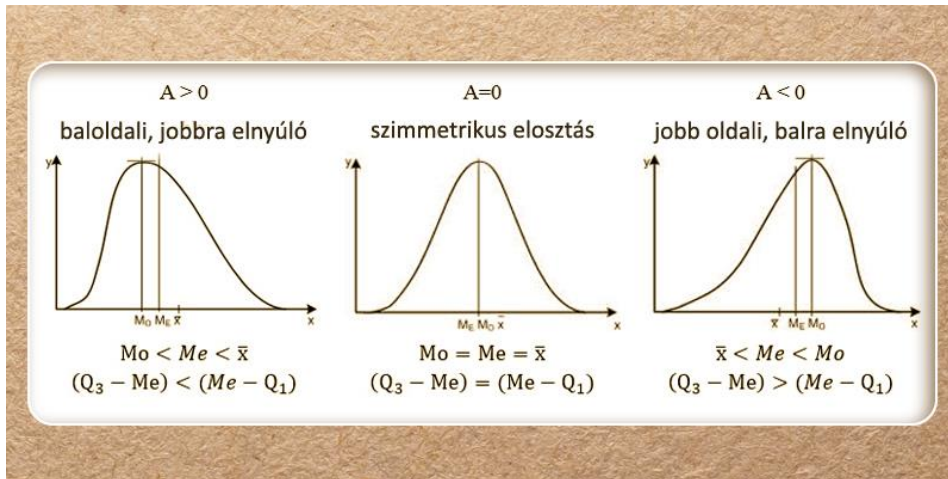 A > 0
baloldali, jobbra elnyúló
y
Mo ME x̅
x
Mo < Me < x̅
(Q₃ − Me) < (Me − Q₁)
A=0
szimmetrikus elosztás
y
ME MO x̅
x
Mo = Me = x̅
(Q₃ − Me) = (Me − Q₁)
A < 0
jobb oldali, balra elnyúló
y
x̅ ME MO
x
x̅ < Me < Mo
(Q₃ − Me) > (Me − Q₁)